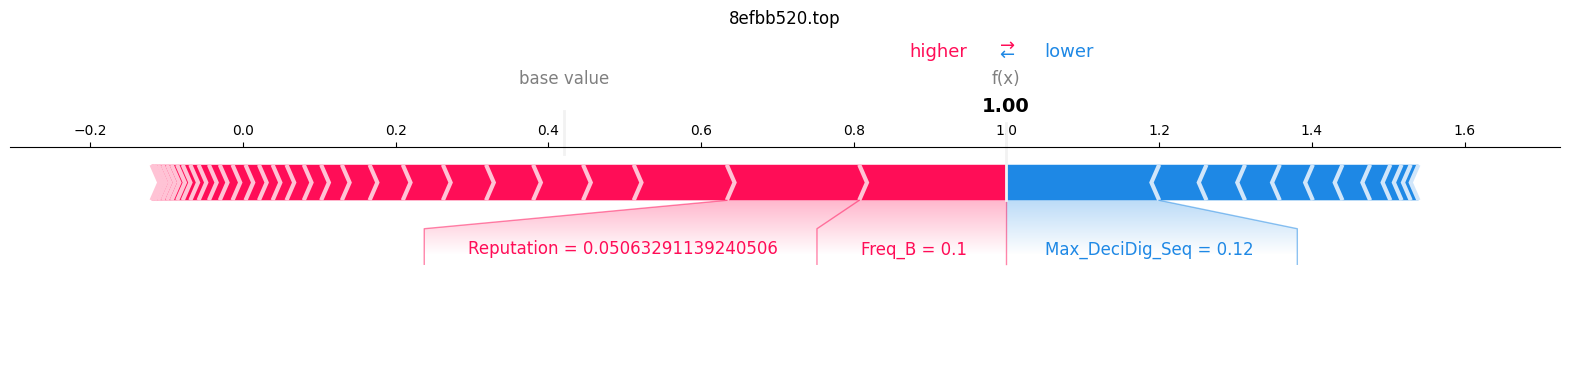 8efbb520.top
higher → lower
←
base value f(x)
1.00
−0.2 0.0 0.2 0.4 0.6 0.8 1.0 1.2 1.4 1.6
Reputation = 0.05063291139240506 Freq_B = 0.1 Max_DeciDig_Seq = 0.12